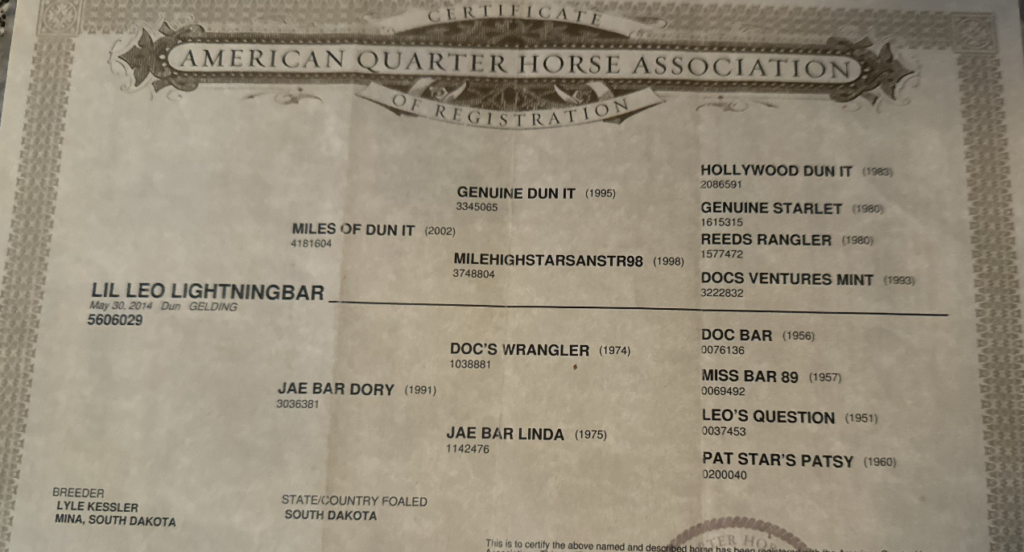 CERTIFICATE
AMERICAN QUARTER HORSE ASSOCIATION
OF REGISTRATION
HOLLYWOOD DUN IT (1983)
2086591
GENUINE DUN IT (1995)
3345065
GENUINE STARLET (1980)
1615315
MILES OF DUN IT (2002)
4181604
REEDS RANGLER (1980)
1577472
MILEHIGHSTARSANSTR98 (1998)
3748804
DOCS VENTURES MINT (1993)
3222832
LIL LEO LIGHTNINGBAR
May 30, 2014 Dun GELDING
5606029
DOC BAR (1956)
0076136
DOC'S WRANGLER (1974)
1038881
MISS BAR 89 (1957)
0069492
JAE BAR DORY (1991)
3036381
LEO'S QUESTION (1951)
0037453
JAE BAR LINDA (1975)
1142476
PAT STAR'S PATSY (1960)
0200040
BREEDER
LYLE KESSLER
MINA, SOUTH DAKOTA
STATE/COUNTRY FOALED
SOUTH DAKOTA
This is to certify the above named and described horse has been registered